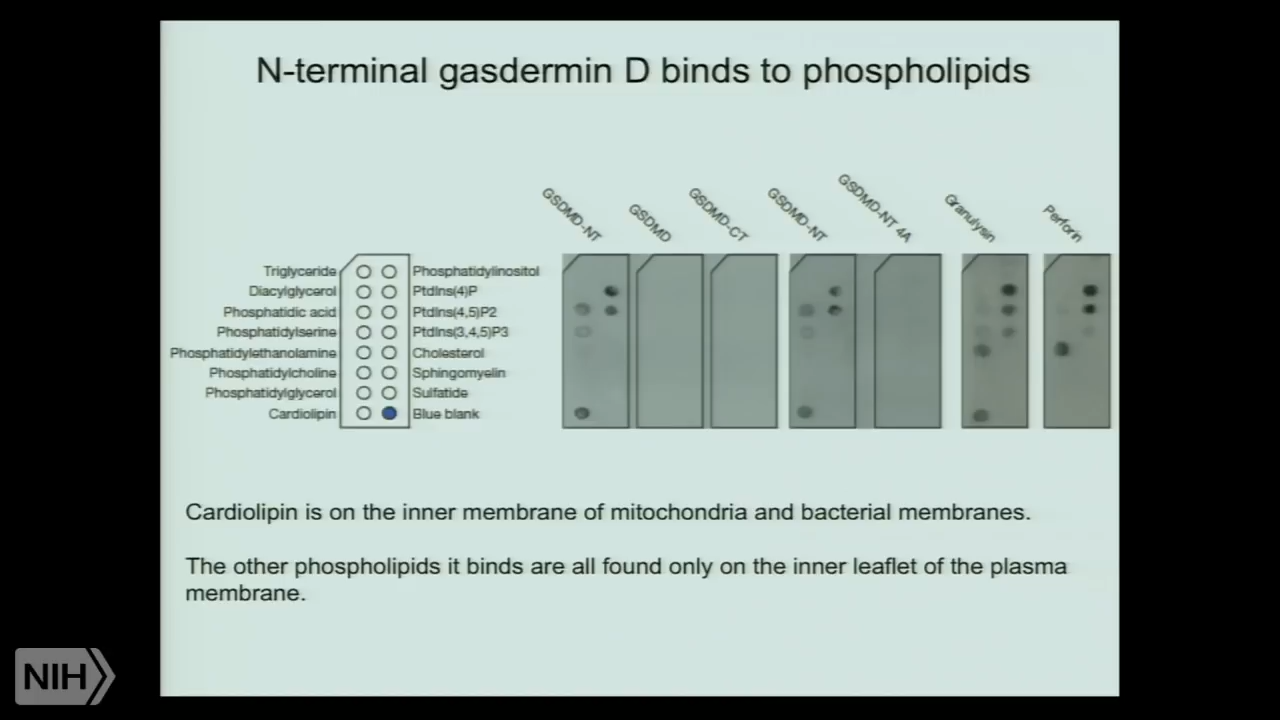 N-terminal gasdermin D binds to phospholipids
GSDMD-NT
GSDMD
GSDMD-CT
GSDMD-NT
GSDMD-NT 4A
Granulysin
Perforin
Triglyceride Phosphatidylinositol
Diacylglycerol PtdIns(4)P
Phosphatidic acid PtdIns(4,5)P2
Phosphatidylserine PtdIns(3,4,5)P3
Phosphatidylethanolamine Cholesterol
Phosphatidylcholine Sphingomyelin
Phosphatidylglycerol Sulfatide
Cardiolipin Blue blank
Cardiolipin is on the inner membrane of mitochondria and bacterial membranes.
The other phospholipids it binds are all found only on the inner leaflet of the plasma
membrane.
NIH